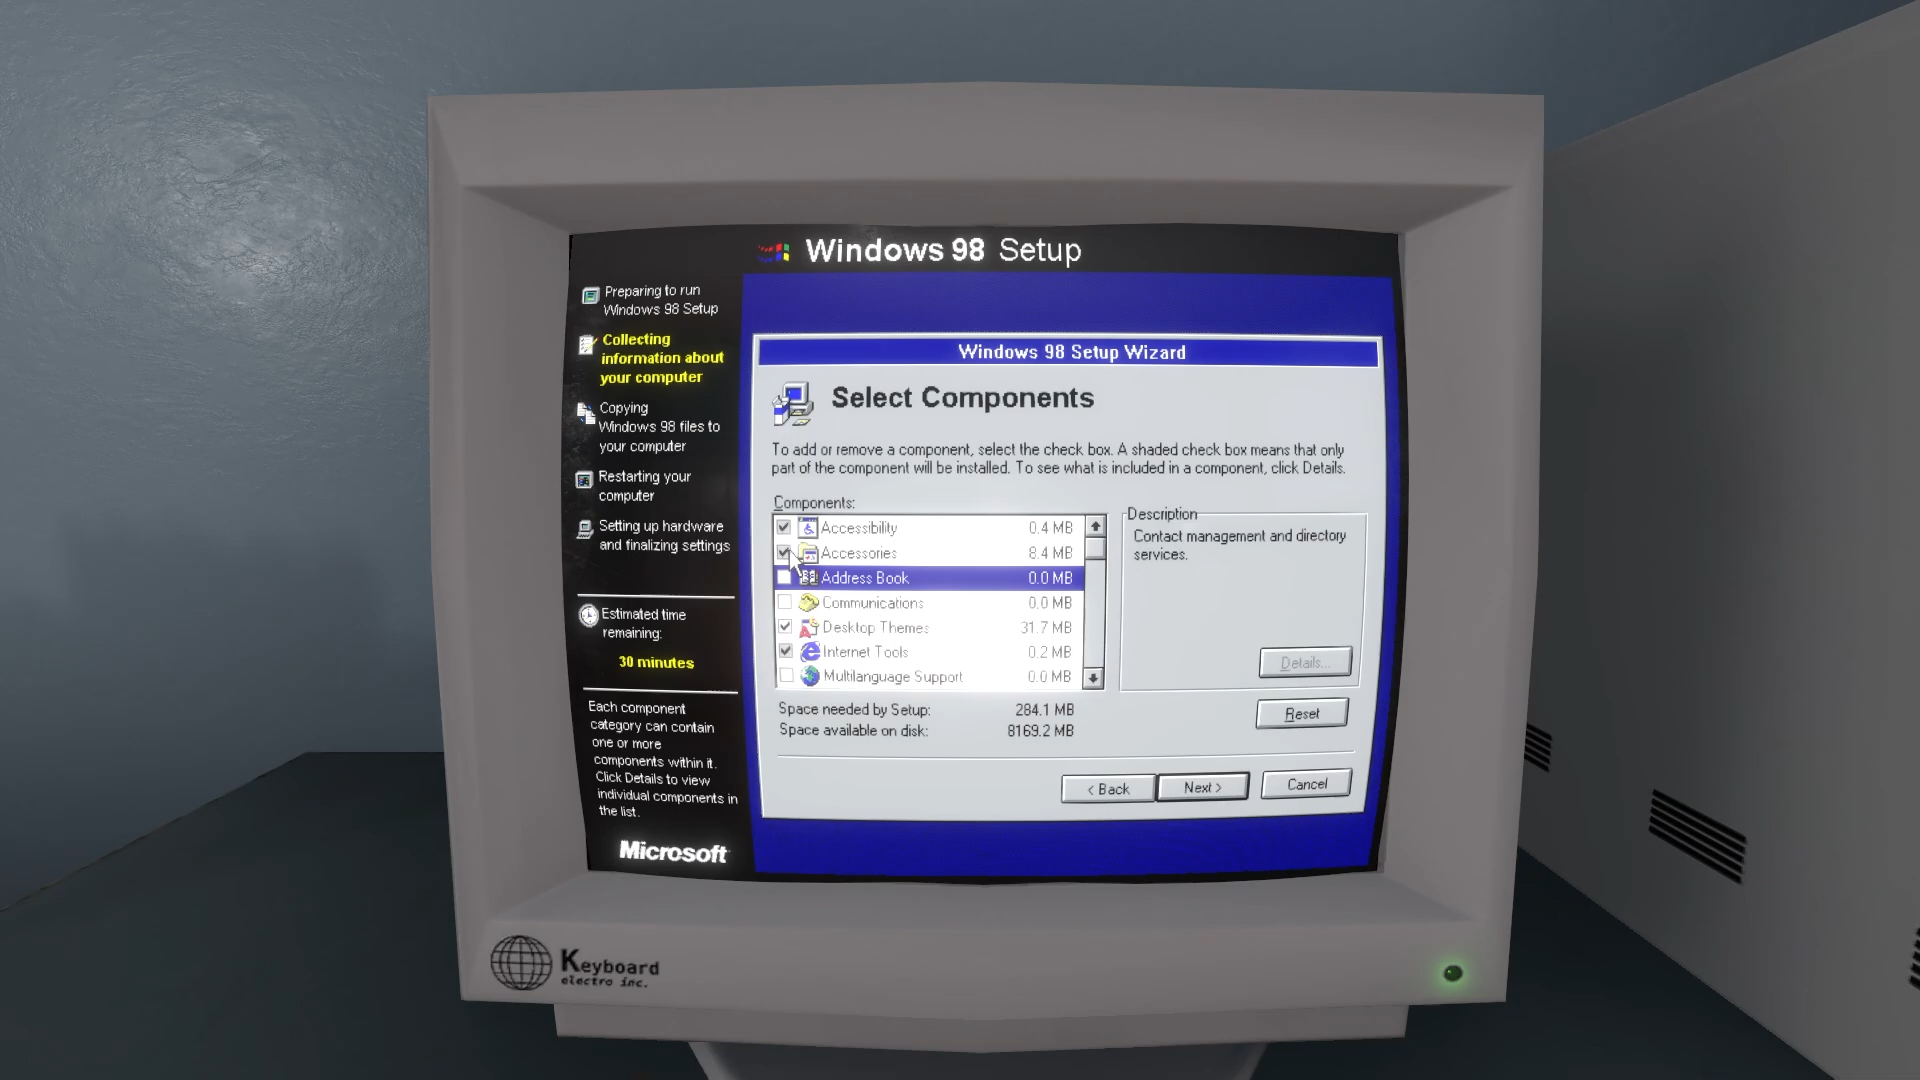 Windows 98 Setup
Preparing to run
Windows 98 Setup
Collecting
information about
your computer
Copying
Windows 98 files to
your computer
Restarting your
computer
Setting up hardware
and finalizing settings
Estimated time
remaining:
30 minutes
Each component
category can contain
one or more
components within it.
Click Details to view
individual components in
the list.
Microsoft
Windows 98 Setup Wizard
Select Components
To add or remove a component, select the check box. A shaded check box means that only
part of the component will be installed. To see what is included in a component, click Details.
Components:
Accessibility 0.4 MB
Accessories 8.4 MB
Address Book 0.0 MB
Communications 0.0 MB
Desktop Themes 31.7 MB
Internet Tools 0.2 MB
Multilanguage Support 0.0 MB
Description
Contact management and directory
services.
Details...
Space needed by Setup: 284.1 MB
Space available on disk: 8169.2 MB
Reset
< Back
Next >
Cancel
Keyboard
electro inc.